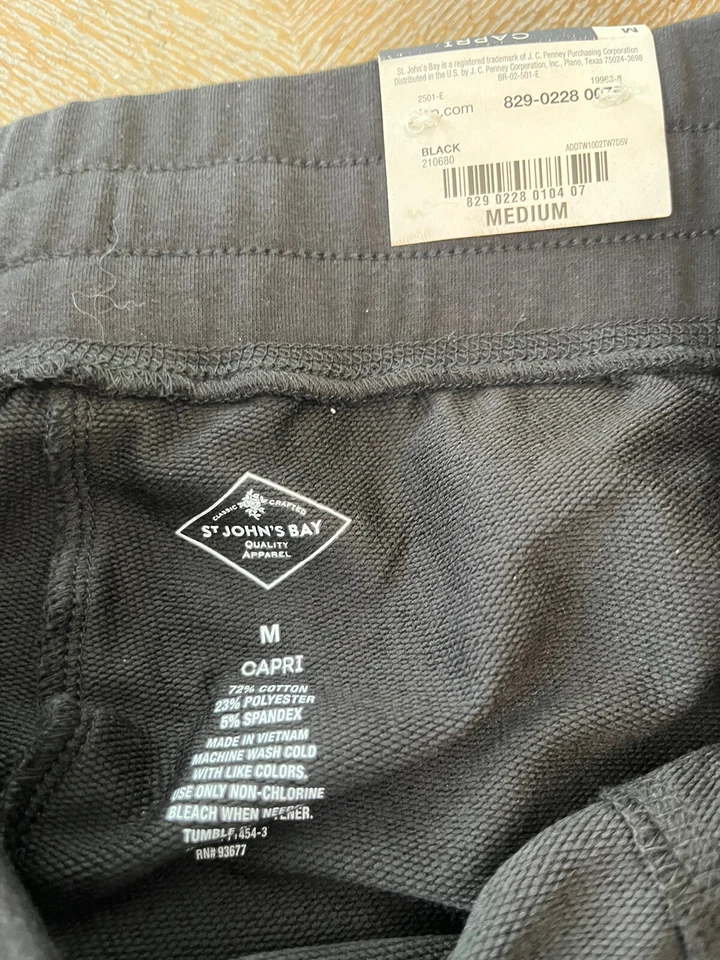 M
CAPRI
St. John's Bay is a registered trademark of J. C. Penney Purchasing Corporation
Distributed in the U.S. by J. C. Penney Corporation, Inc., Plano, Texas 75024-3698
BR-02-501-E
2501-E 19963-8
.com 829-0228
BLACK
210680 ADDTW1002TW7D5V
829 0228 0104 07
MEDIUM
CLASSIC CRAFTED
ST JOHN'S BAY
QUALITY
APPAREL
M
CAPRI
72% COTTON
23% POLYESTER
5% SPANDEX
MADE IN VIETNAM
MACHINE WASH COLD
WITH LIKE COLORS.
USE ONLY NON-CHLORINE
BLEACH WHEN
TUMBLE 454-3
RN# 93677